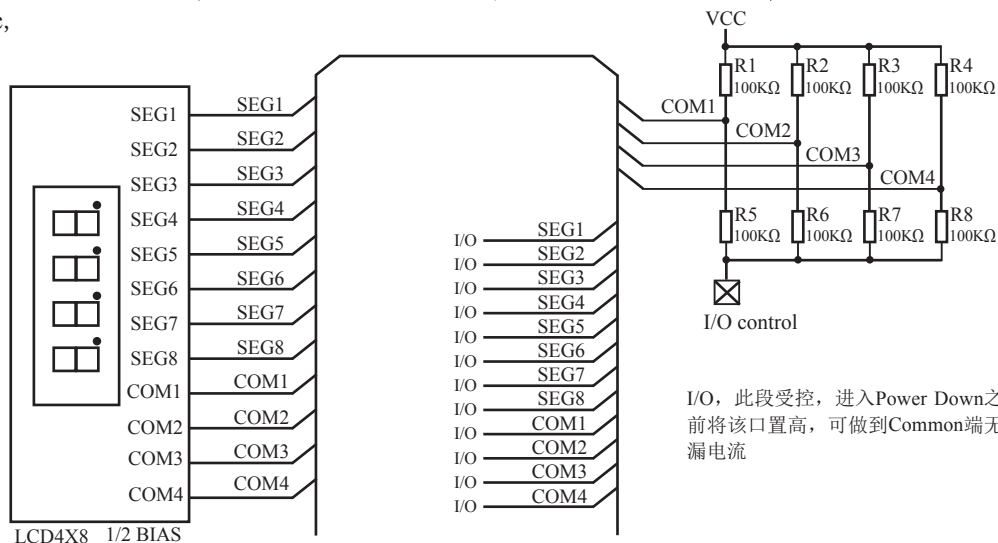 c,
SEG1
SEG2
SEG3
SEG4
SEG5
SEG6
SEG7
SEG8
COM1
COM2
COM3
COM4
LCD4X8 1/2 BIAS
SEG1
SEG2
SEG3
SEG4
SEG5
SEG6
SEG7
SEG8
COM1
COM2
COM3
COM4
I/O SEG1
I/O SEG2
I/O SEG3
I/O SEG4
I/O SEG5
I/O SEG6
I/O SEG7
I/O SEG8
I/O COM1
I/O COM2
I/O COM3
I/O COM4
COM1
COM2
COM3
COM4
VCC
R1 R2 R3 R4
100KΩ 100KΩ 100KΩ 100KΩ
R5 R6 R7 R8
100KΩ 100KΩ 100KΩ 100KΩ
I/O control
I/O，此段受控，进入Power Down之
前将该口置高，可做到Common端无
漏电流